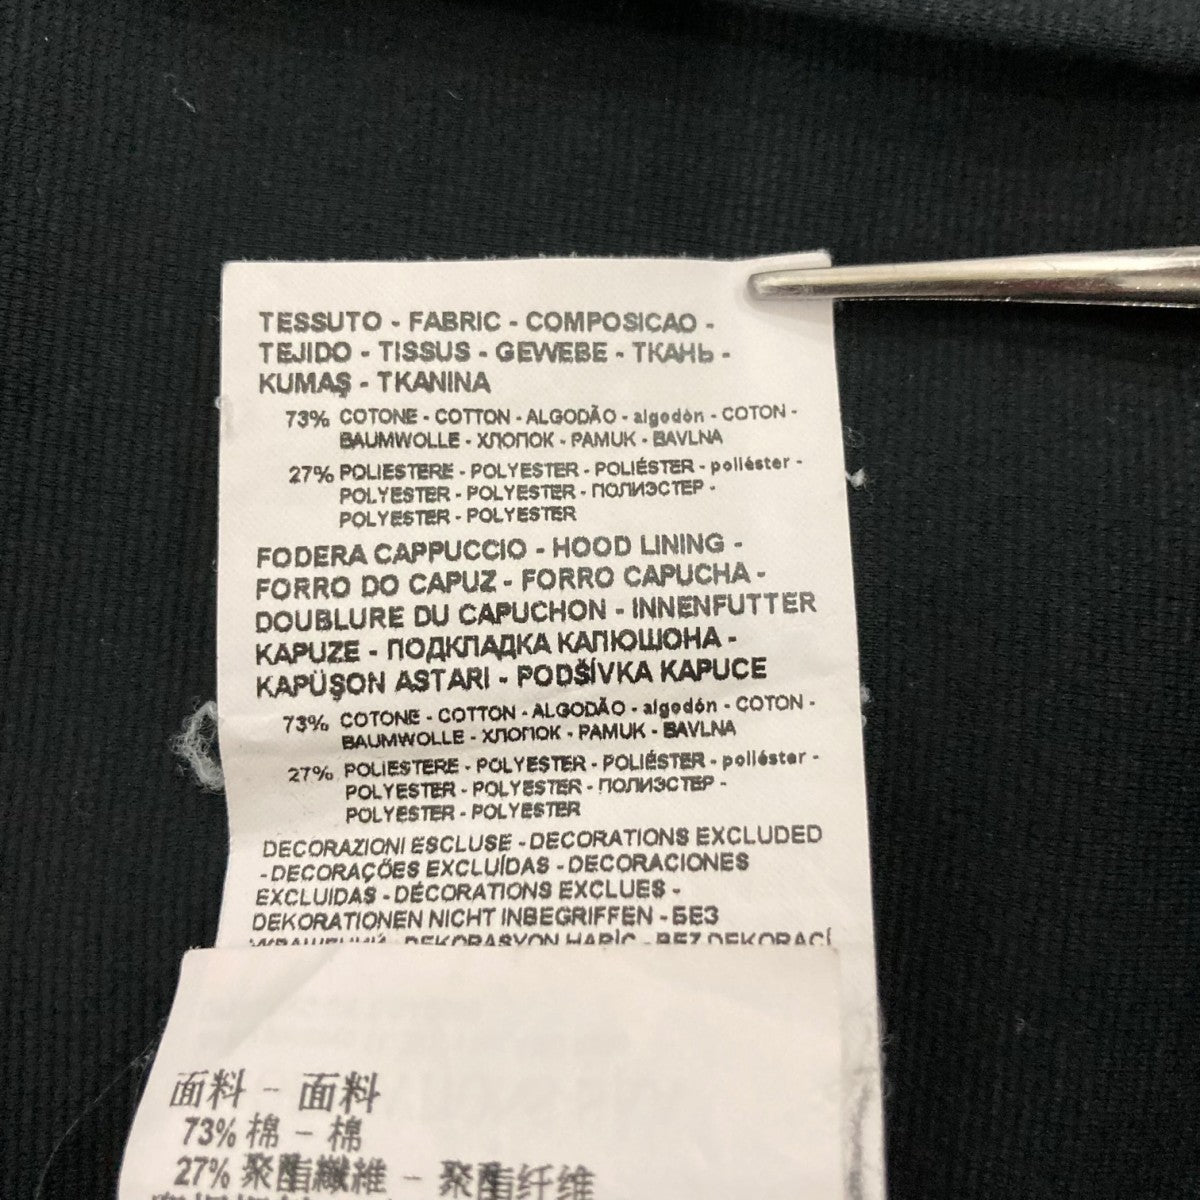 TESSUTO - FABRIC - COMPOSICAO -
TEJIDO - TISSUS - GEWEBE - ТКАНЬ -
KUMAŞ - TKANINA
73% COTONE - COTTON - ALGODÃO - algodón - COTON -
BAUMWOLLE - ХЛОПОК - PAMUK - BAVLNA
27% POLIESTERE - POLYESTER - POLIÉSTER - poliéster -
POLYESTER - POLYESTER - ПОЛИЭСТЕР -
POLYESTER - POLYESTER
FODERA CAPPUCCIO - HOOD LINING -
FORRO DO CAPUZ - FORRO CAPUCHA -
DOUBLURE DU CAPUCHON - INNENFUTTER
KAPUZE - ПОДКЛАДКА КАПЮШОНА -
KAPÜŞON ASTARI - PODŠÍVKA KAPUCE
73% COTONE - COTTON - ALGODÃO - algodón - COTON -
BAUMWOLLE - ХЛОПОК - PAMUK - BAVLNA
27% POLIESTERE - POLYESTER - POLIÉSTER - poliéster -
POLYESTER - POLYESTER - ПОЛИЭСТЕР -
POLYESTER - POLYESTER
DECORAZIONI ESCLUSE - DECORATIONS EXCLUDED
- DECORAÇÕES EXCLUÍDAS - DECORACIONES
EXCLUIDAS - DÉCORATIONS EXCLUES -
DEKORATIONEN NICHT INBEGRIFFEN - БЕЗ
УКРАШЕНИЙ - DEKORASYON HARİÇ - BEZ DEKORACÍ
面料 - 面料
73% 棉 - 棉
27% 聚酯纖維 - 聚酯纤维